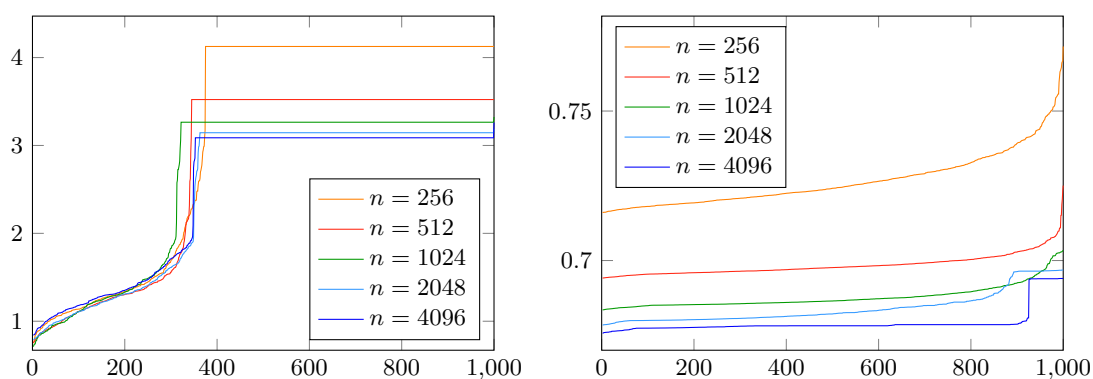 4
3
2
1
0
200
400
600
800
1,000
n = 256
n = 512
n = 1024
n = 2048
n = 4096
0.75
0.7
0
200
400
600
800
1,000
n = 256
n = 512
n = 1024
n = 2048
n = 4096